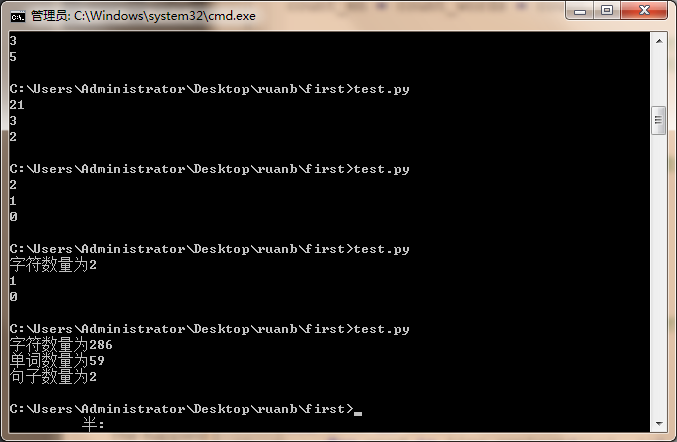 管理员: C:\Windows\system32\cmd.exe
3
5
C:\Users\Administrator\Desktop\ruanb\first>test.py
21
3
2
C:\Users\Administrator\Desktop\ruanb\first>test.py
2
1
0
C:\Users\Administrator\Desktop\ruanb\first>test.py
字符数量为2
1
0
C:\Users\Administrator\Desktop\ruanb\first>test.py
字符数量为286
单词数量为59
句子数量为2
C:\Users\Administrator\Desktop\ruanb\first>
半: